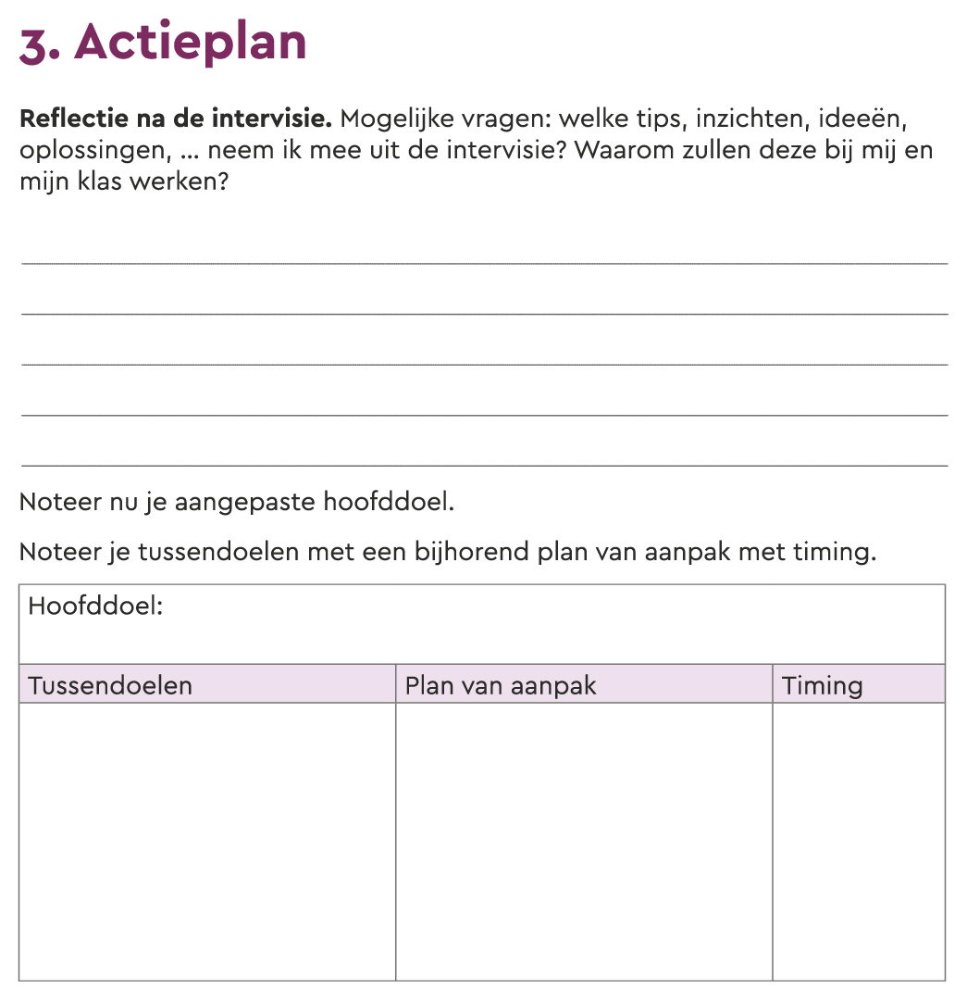 3. Actieplan
Reflectie na de intervisie. Mogelijke vragen: welke tips, inzichten, ideeën,
oplossingen, ... neem ik mee uit de intervisie? Waarom zullen deze bij mij en
mijn klas werken?
Noteer nu je aangepaste hoofddoel.
Noteer je tussendoelen met een bijhorend plan van aanpak met timing.
Hoofddoel:
Tussendoelen Plan van aanpak Timing